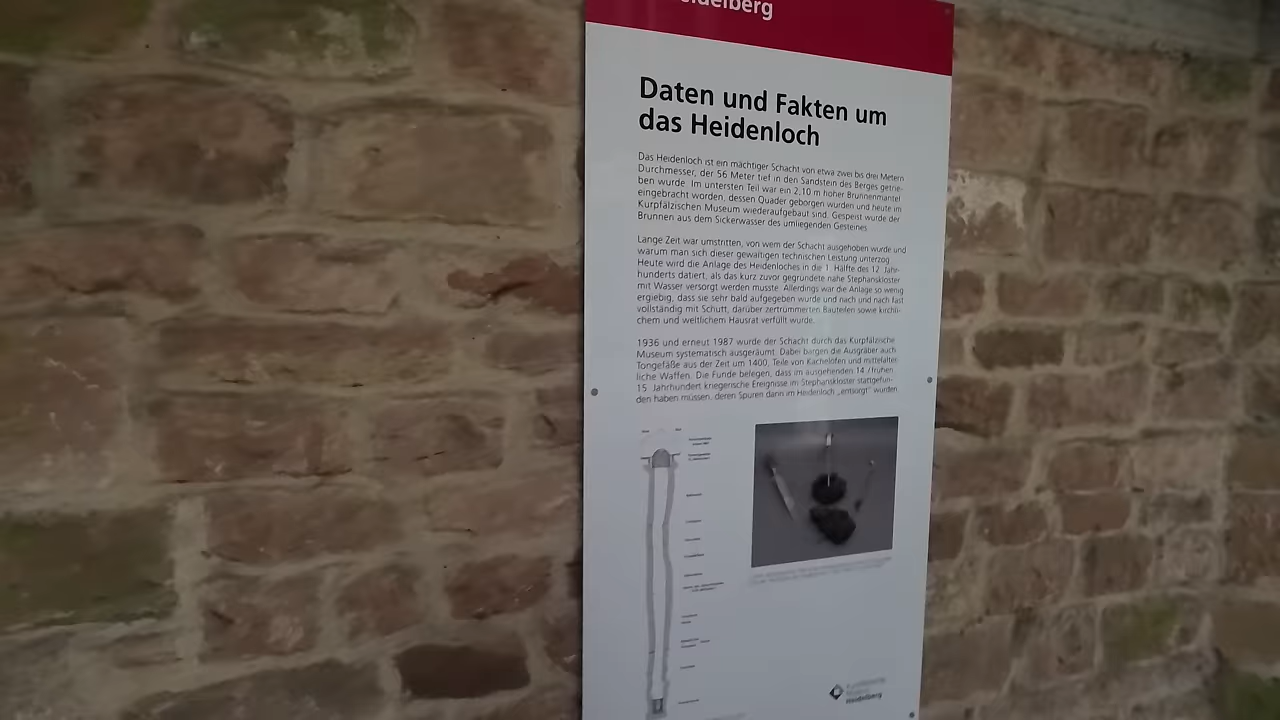 Heidelberg
Daten und Fakten um
das Heidenloch
Das Heidenloch ist ein mächtiger Schacht von etwa zwei bis drei Metern
Durchmesser, der 56 Meter tief in den Sandstein des Berges getrie-
ben wurde. Im untersten Teil war ein 2,10 m hoher Brunnenmantel
eingebracht worden, dessen Quader geborgen wurden und heute im
Kurpfälzischen Museum wiederaufgebaut sind. Gespeist wurde der
Brunnen aus dem Sickerwasser des umliegenden Gesteines.
Lange Zeit war umstritten, von wem der Schacht ausgehoben wurde und
warum man sich dieser gewaltigen technischen Leistung unterzog.
Heute wird die Anlage des Heidenloches in die 1. Hälfte des 12. Jahr-
hunderts datiert, als das kurz zuvor gegründete nahe Stephanskloster
mit Wasser versorgt werden musste. Allerdings war die Anlage so wenig
ergiebig, dass sie sehr bald aufgegeben wurde und nach und nach fast
vollständig mit Schutt, darüber zertrümmerten Bauteilen sowie kirchli-
chem und weltlichem Hausrat verfüllt wurde.
1936 und erneut 1987 wurde der Schacht durch das Kurpfälzische
Museum systematisch ausgeräumt. Dabei bargen die Ausgräber auch
Tongefäße aus der Zeit um 1400, Teile von Kachelöfen und mittelalter-
liche Waffen. Die Funde belegen, dass im ausgehenden 14./frühen
15. Jahrhundert kriegerische Ereignisse im Stephanskloster stattgefun-
den haben müssen, deren Spuren dann im Heidenloch „entsorgt" wurden.
Heidelberg